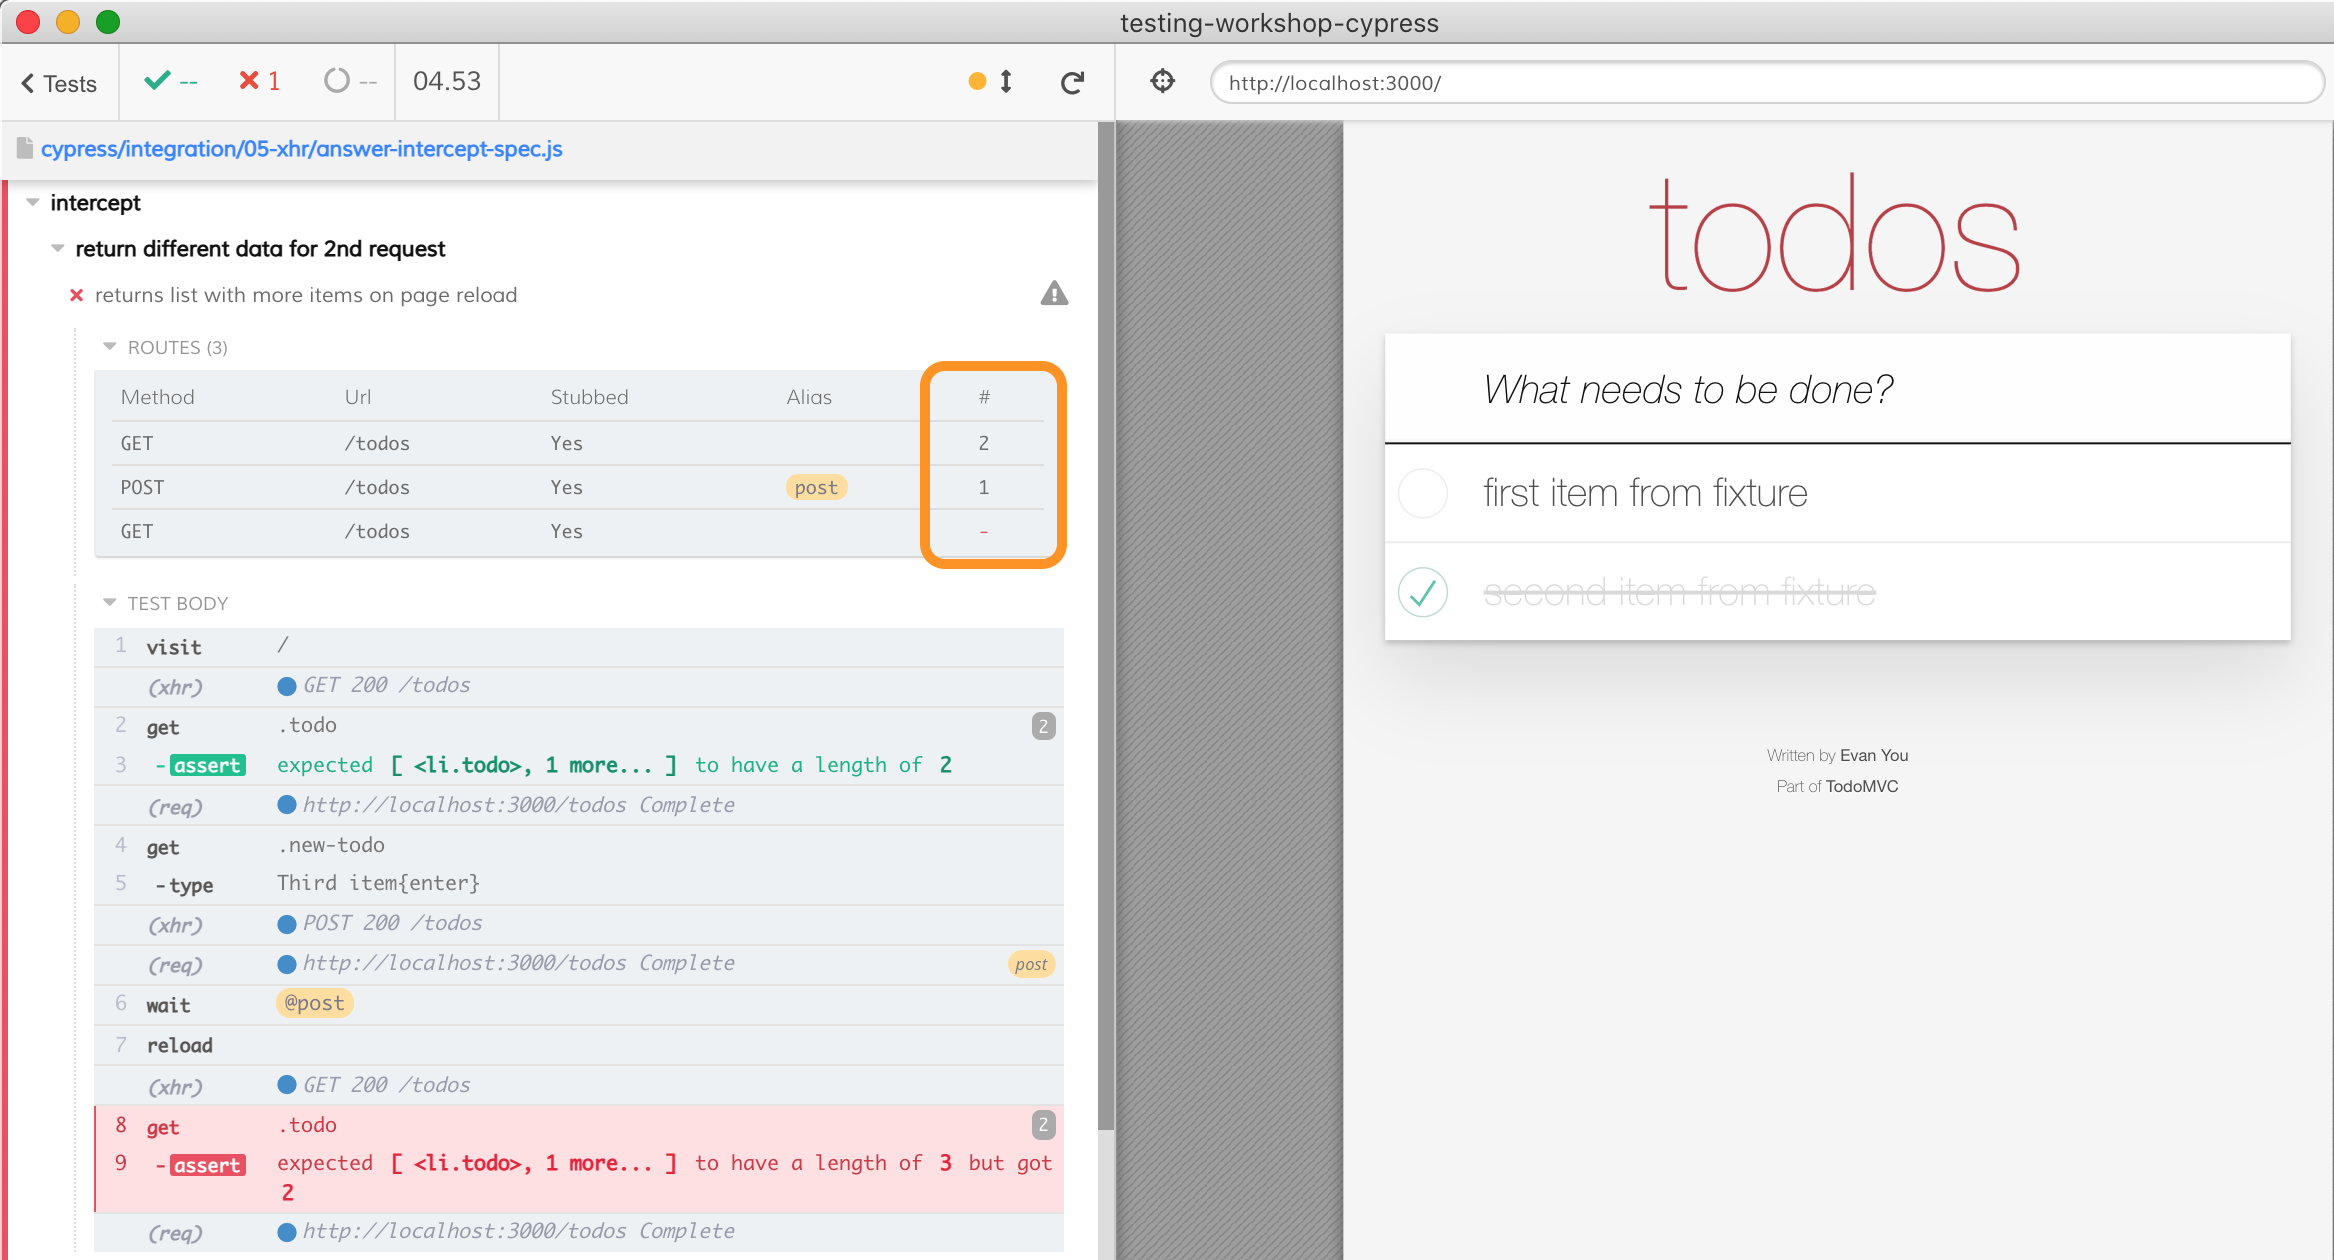 testing-workshop-cypress
Tests -- 1 -- 04.53
http://localhost:3000/
cypress/integration/05-xhr/answer-intercept-spec.js
intercept
return different data for 2nd request
returns list with more items on page reload
ROUTES (3)
Method Url Stubbed Alias #
GET /todos Yes 2
POST /todos Yes post 1
GET /todos Yes -
TEST BODY
1 visit /
(xhr) GET 200 /todos
2 get .todo 2
3 -assert expected [ <li.todo>, 1 more... ] to have a length of 2
(req) http://localhost:3000/todos Complete
4 get .new-todo
5 -type Third item{enter}
(xhr) POST 200 /todos
(req) http://localhost:3000/todos Complete post
6 wait @post
7 reload
(xhr) GET 200 /todos
8 get .todo 2
9 -assert expected [ <li.todo>, 1 more... ] to have a length of 3 but got
2
(req) http://localhost:3000/todos Complete
todos
What needs to be done?
first item from fixture
second item from fixture
Written by Evan You
Part of TodoMVC